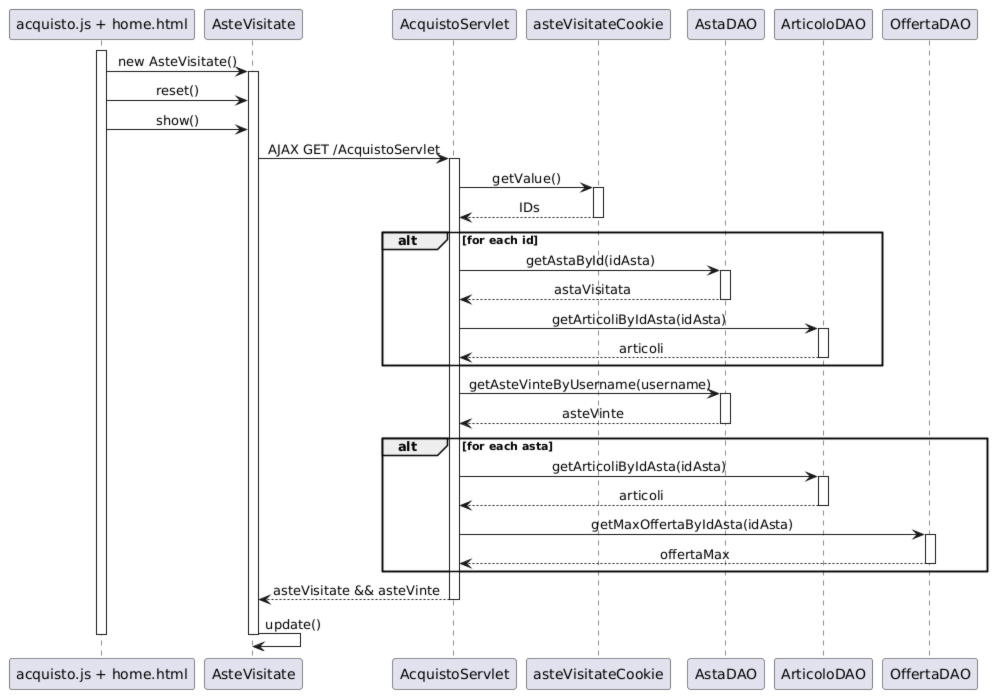 acquisto.js + home.html
AsteVisitate
AcquistoServlet
asteVisitateCookie
AstaDAO
ArticoloDAO
OffertaDAO
new AsteVisitate()
reset()
show()
AJAX GET /AcquistoServlet
getValue()
IDs
alt [for each id]
getAstaById(idAsta)
astaVisitata
getArticoliByIdAsta(idAsta)
articoli
getAsteVinteByUsername(username)
asteVinte
alt [for each asta]
getArticoliByIdAsta(idAsta)
articoli
getMaxOffertaByIdAsta(idAsta)
offertaMax
asteVisitate && asteVinte
update()
acquisto.js + home.html
AsteVisitate
AcquistoServlet
asteVisitateCookie
AstaDAO
ArticoloDAO
OffertaDAO